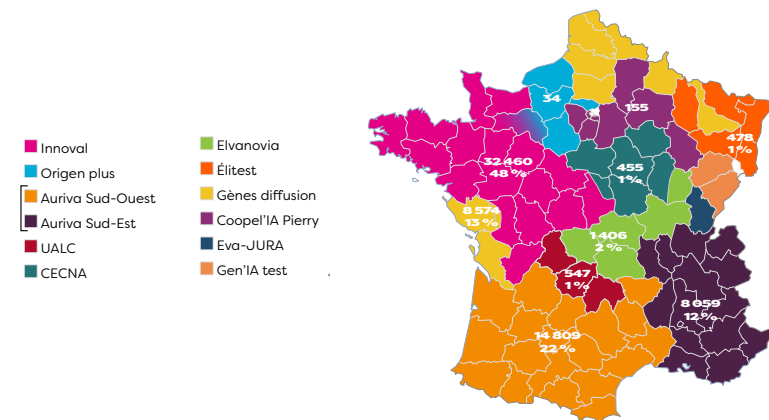 Innoval
Origen plus
Auriva Sud-Ouest
Auriva Sud-Est
UALC
CECNA
Elvanovia
Élitest
Gènes diffusion
Coopel'IA Pierry
Eva-JURA
Gen'IA test
34
155
478
1%
32 460
48 %
455
1%
8 574
13 %
1 406
2 %
547
1 %
8 059
12 %
14 809
22 %